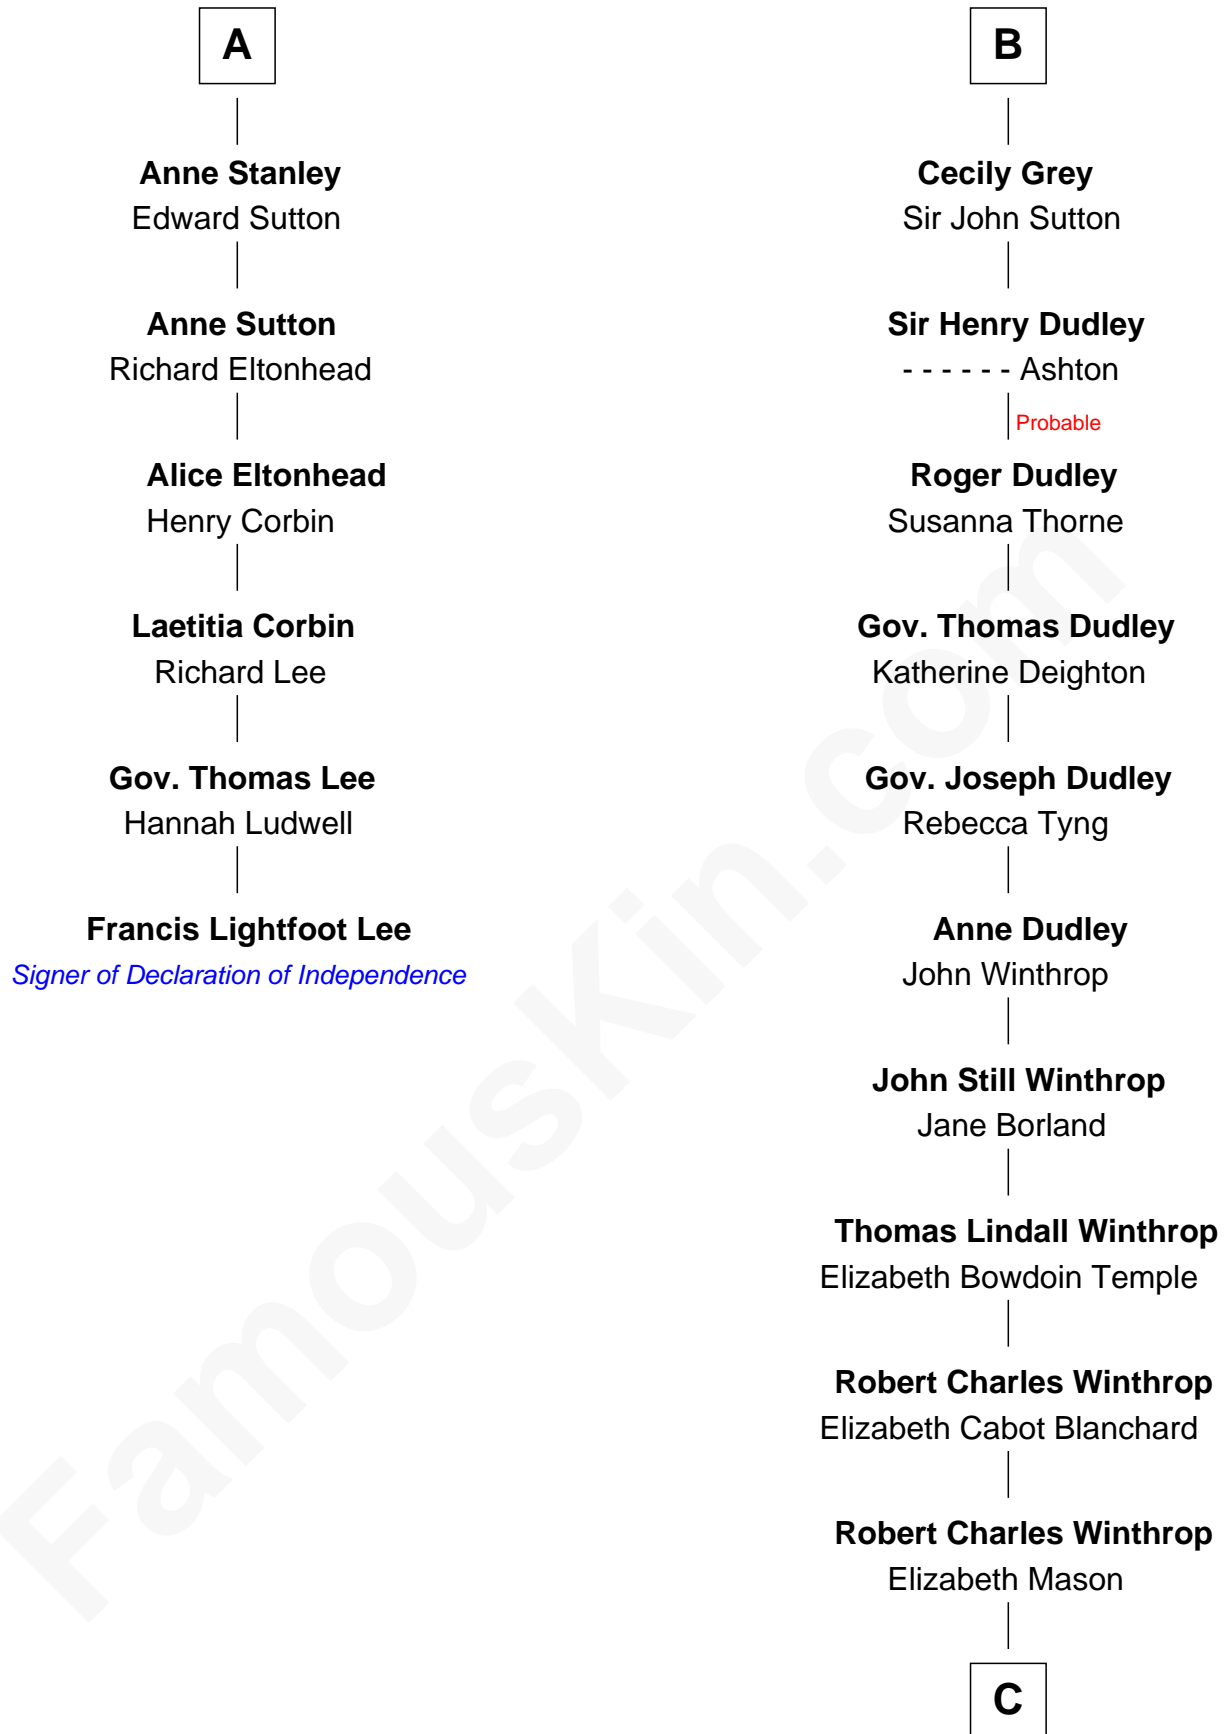 A
Anne Stanley
Edward Sutton
Anne Sutton
Richard Eltonhead
Alice Eltonhead
Henry Corbin
Laetitia Corbin
Richard Lee
Gov. Thomas Lee
Hannah Ludwell
Francis Lightfoot Lee
Signer of Declaration of Independence
B
Cecily Grey
Sir John Sutton
Sir Henry Dudley
- - - - - - Ashton
Probable
Roger Dudley
Susanna Thorne
Gov. Thomas Dudley
Katherine Deighton
Gov. Joseph Dudley
Rebecca Tyng
Anne Dudley
John Winthrop
John Still Winthrop
Jane Borland
Thomas Lindall Winthrop
Elizabeth Bowdoin Temple
Robert Charles Winthrop
Elizabeth Cabot Blanchard
Robert Charles Winthrop
Elizabeth Mason
C
FamousKin.com